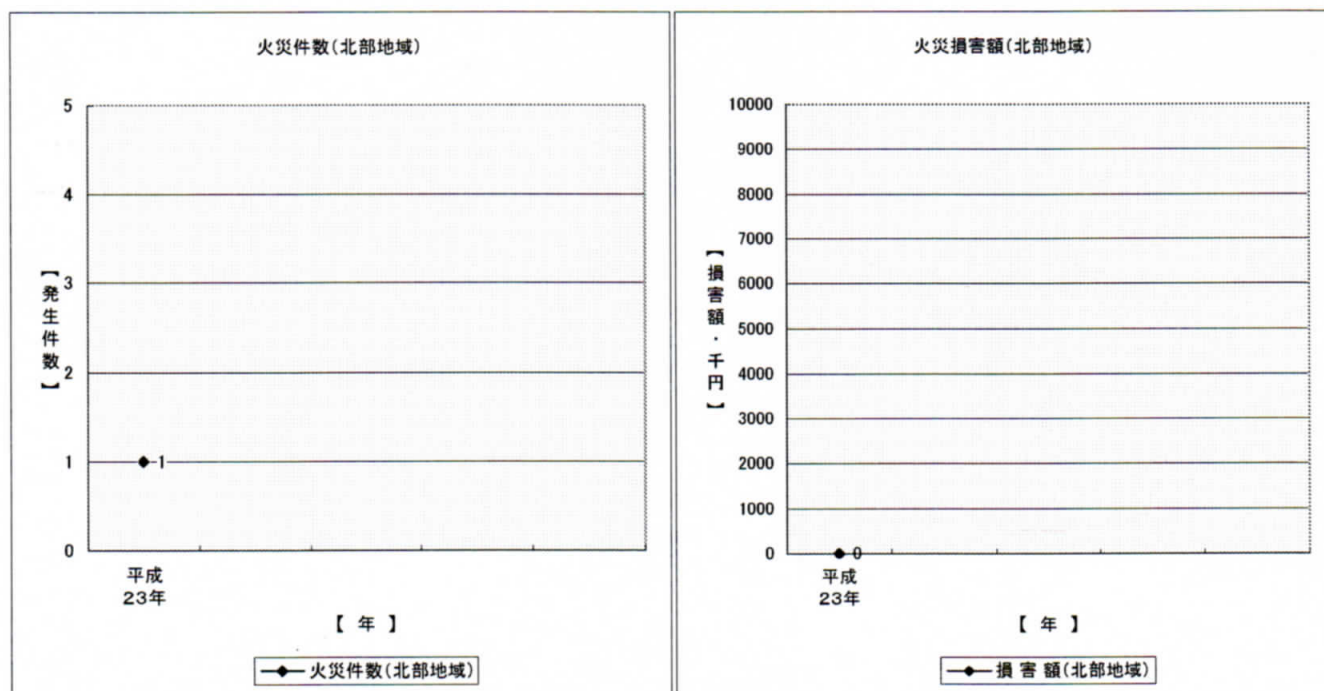 火災件数(北部地域)
5
4
3
2
1
0
【発生件数】
1
平成
23年
【 年 】
火災件数(北部地域)
火災損害額(北部地域)
10000
9000
8000
7000
6000
5000
4000
3000
2000
1000
0
【損害額・千円】
0
平成
23年
【 年 】
損 害 額(北部地域)